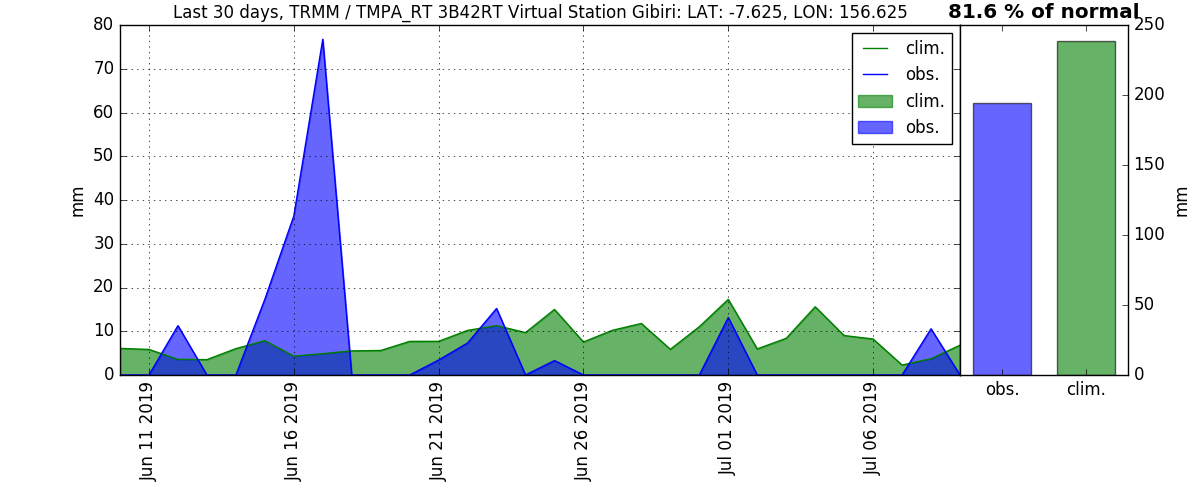 Last 30 days, TRMM / TMPA_RT 3B42RT Virtual Station Gibiri: LAT: -7.625, LON: 156.625
81.6 % of normal
80
70
60
50
40
30
20
10
0
mm
clim.
obs.
clim.
obs.
Jun 11 2019
Jun 16 2019
Jun 21 2019
Jun 26 2019
Jul 01 2019
Jul 06 2019
250
200
150
100
50
0
mm
obs.
clim.